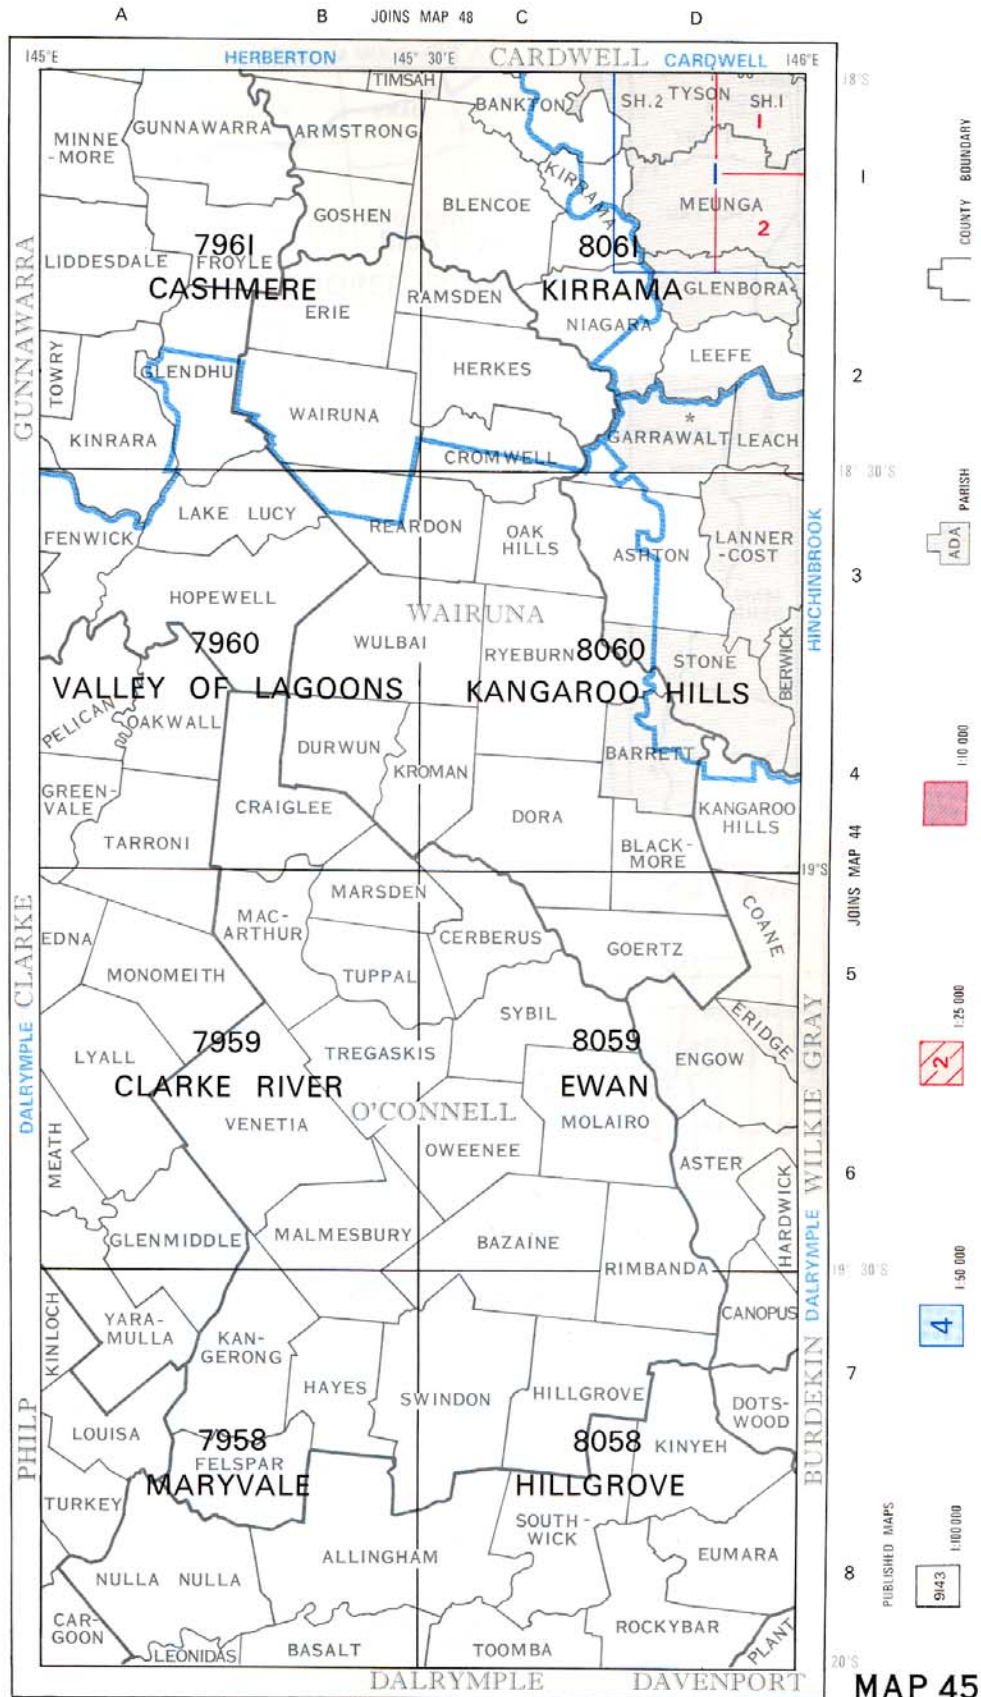 A B JOINS MAP 48 C D
145°E HERBERTON 145° 30'E CARDWELL CARDWELL 146°E
18°S
TIMSAH
BANKTON SH.2 TYSON SH.1
1
MINNE
-MORE
GUNNAWARRA ARMSTRONG
KIRRAMA
1
GOSHEN BLENCOE MEUNGA
2
7961 8061
LIDDESDALE FROYLE
CASHMERE KIRRAMA
RAMSDEN GLENBORA
ERIE NIAGARA
GUNNAWARRA
LEEFE
TOWRY GLENDHU HERKES 2
WAIRUNA
*
KINRARA GARRAWALT LEACH
CROMWELL
18° 30'S
LAKE LUCY REARDON OAK
HILLS
FENWICK ASHTON LANNER
-COST
HINCHINBROOK
3
HOPEWELL WAIRUNA
7960 WULBAI RYEBURN 8060 STONE BERWICK
VALLEY OF LAGOONS KANGAROO HILLS
PELICAN OAKWALL
DURWUN BARRETT
KROMAN 4
GREEN-
VALE
CRAIGLEE DORA KANGAROO
HILLS
TARRONI BLACK-
MORE
JOINS MAP 44
19°S
MARSDEN
MAC-
ARTHUR
COANE
CLARKE
EDNA CERBERUS GOERTZ
MONOMEITH TUPPAL 5
SYBIL ERIDGE
7959 8059
LYALL TREGASKIS ENGOW
DALRYMPLE
CLARKE RIVER EWAN
WILKIE GRAY
O'CONNELL
VENETIA MOLAIRO
MEATH OWEENEE ASTER 6
HARDWICK
GLENMIDDLE MALMESBURY BAZAINE
RIMBANDA DALRYMPLE
19° 30'S
KINLOCH YARA-
MULLA
CANOPUS
KAN-
GERONG
BURDEKIN
7
HAYES SWINDON HILLGROVE DOTS-
WOOD
PHILP
LOUISA 7958 8058 KINYEH
FELSPAR
MARYVALE HILLGROVE
TURKEY SOUTH-
WICK
ALLINGHAM EUMARA
8
NULLA NULLA
CAR-
GOON
ROCKYBAR
LEONIDAS BASALT TOOMBA PLANT
20°S
DALRYMPLE DAVENPORT
MAP 45
COUNTY BOUNDARY
ADA PARISH
1:10 000
2 1:25 000
4 1:50 000
PUBLISHED MAPS
9143 1:100 000